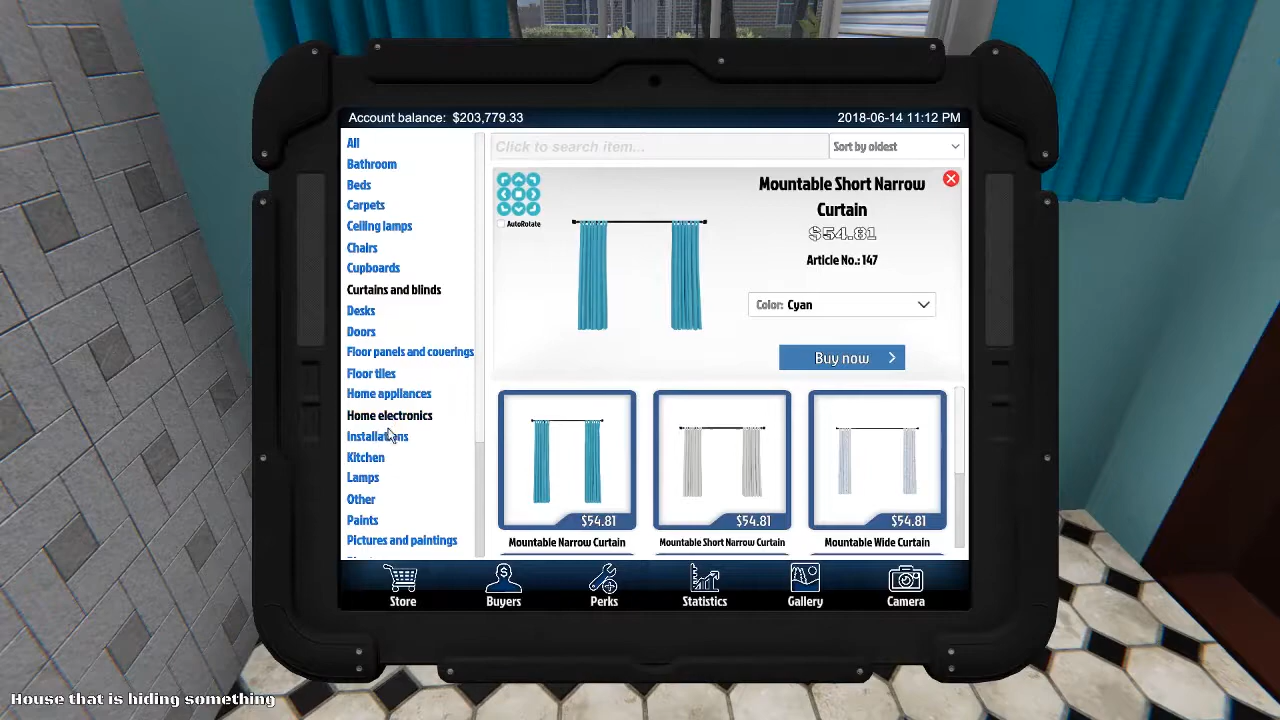 Account balance: $203,779.33
2018-06-14 11:12 PM
All
Bathroom
Beds
Carpets
Ceiling lamps
Chairs
Cupboards
Curtains and blinds
Desks
Doors
Floor panels and coverings
Floor tiles
Home appliances
Home electronics
Installations
Kitchen
Lamps
Other
Paints
Pictures and paintings
Click to search item...
Sort by oldest
AutoRotate
Mountable Short Narrow
Curtain
$54.81
Article No.: 147
Color: Cyan
Buy now
$54.81
$54.81
$54.81
Mountable Narrow Curtain
Mountable Short Narrow Curtain
Mountable Wide Curtain
Store
Buyers
Perks
Statistics
Gallery
Camera
House that is hiding something